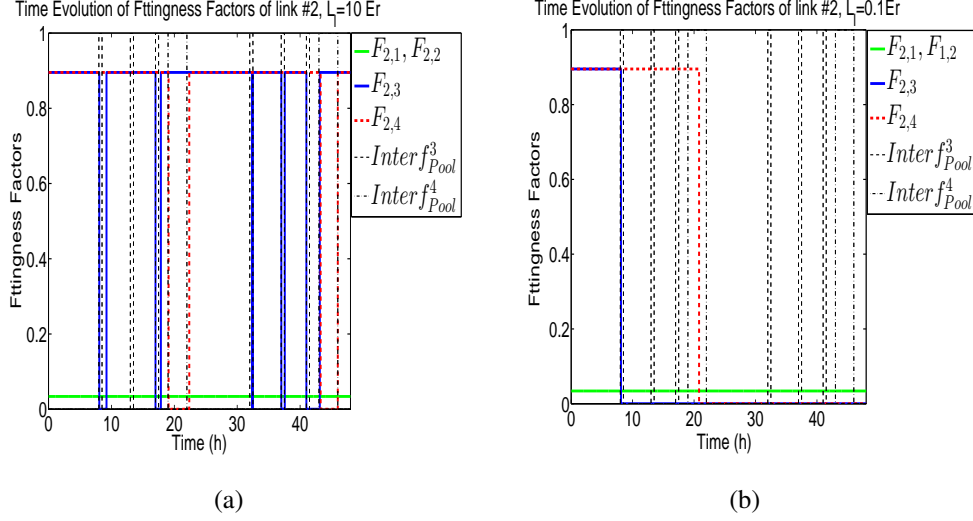 Time Evolution of Fttingness Factors of link #2, L_l=10 Er
Fttingness Factors
1
0.8
0.6
0.4
0.2
0
0 10 20 30 40
Time (h)
F_{2,1}, F_{2,2}
F_{2,3}
F_{2,4}
Interf^3_{Pool}
Interf^4_{Pool}
(a)
Time Evolution of Fttingness Factors of link #2, L_l=0.1Er
Fttingness Factors
1
0.8
0.6
0.4
0.2
0
0 10 20 30 40
Time (h)
F_{2,1}, F_{1,2}
F_{2,3}
F_{2,4}
Interf^3_{Pool}
Interf^4_{Pool}
(b)